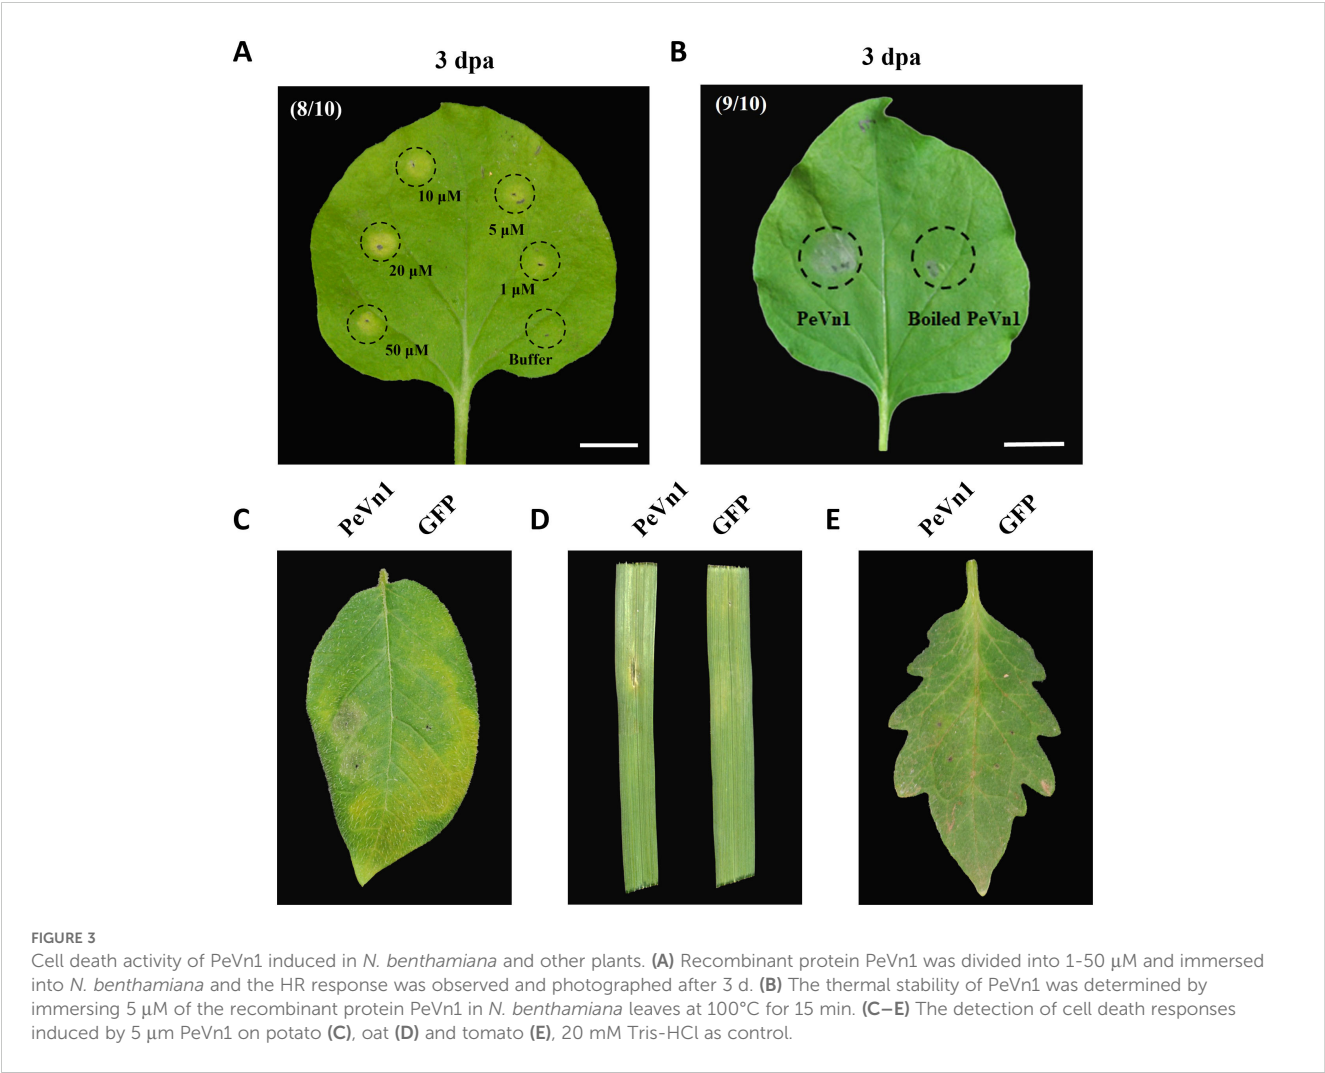 A
3 dpa
(8/10)
10 µM
5 µM
20 µM
1 µM
50 µM
Buffer
B
3 dpa
(9/10)
PeVn1
Boiled PeVn1
C
PeVn1
GFP
D
PeVn1
GFP
E
PeVn1
GFP
FIGURE 3
Cell death activity of PeVn1 induced in N. benthamiana and other plants. (A) Recombinant protein PeVn1 was divided into 1-50 µM and immersed
into N. benthamiana and the HR response was observed and photographed after 3 d. (B) The thermal stability of PeVn1 was determined by
immersing 5 µM of the recombinant protein PeVn1 in N. benthamiana leaves at 100°C for 15 min. (C–E) The detection of cell death responses
induced by 5 µm PeVn1 on potato (C), oat (D) and tomato (E), 20 mM Tris-HCl as control.